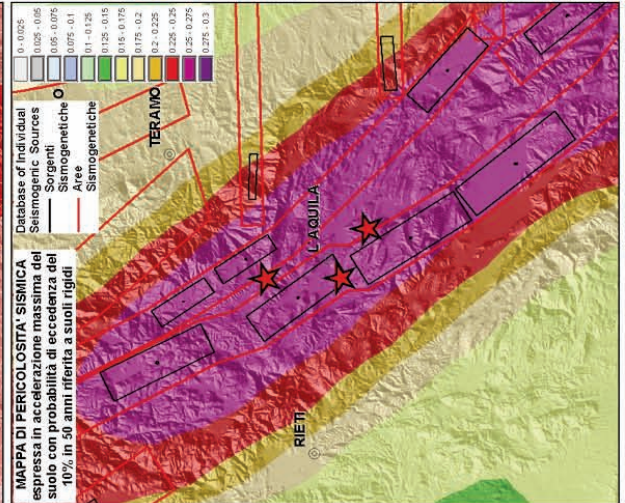 MAPPA DI PERICOLOSITA' SISMICA
espressa in accelerazione massima del
suolo con probabilità di eccedenza del
10% in 50 anni riferita a suoli rigidi
Database of Individual
Seismogenic Sources
Sorgenti
Sismogenetiche
Aree
Sismogenetiche
0 - 0.025
0.025 - 0.05
0.05 - 0.075
0.075 - 0.1
0.1 - 0.125
0.125 - 0.15
0.15 - 0.175
0.175 - 0.2
0.2 - 0.225
0.225 - 0.25
0.25 - 0.275
0.275 - 0.3
TERAMO
L'AQUILA
RIETI